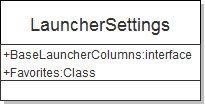 LauncherSettings
+BaseLauncherColumns:interface
+Favorites:Class